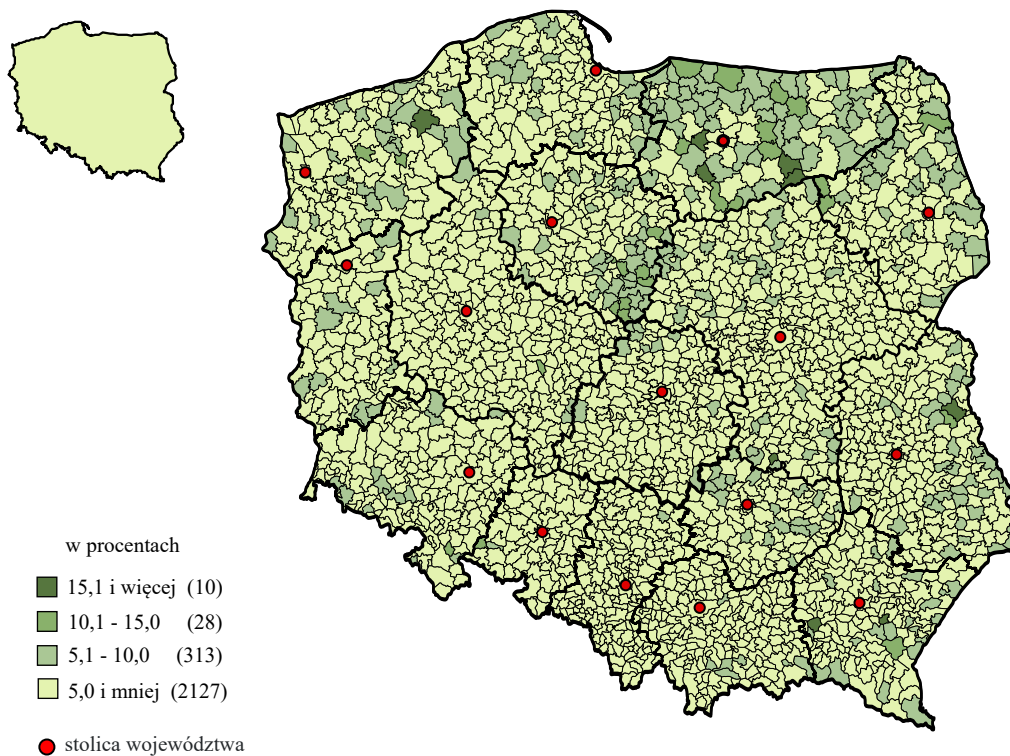 w procentach
15,1 i więcej (10)
10,1 - 15,0 (28)
5,1 - 10,0 (313)
5,0 i mniej (2127)
stolica województwa